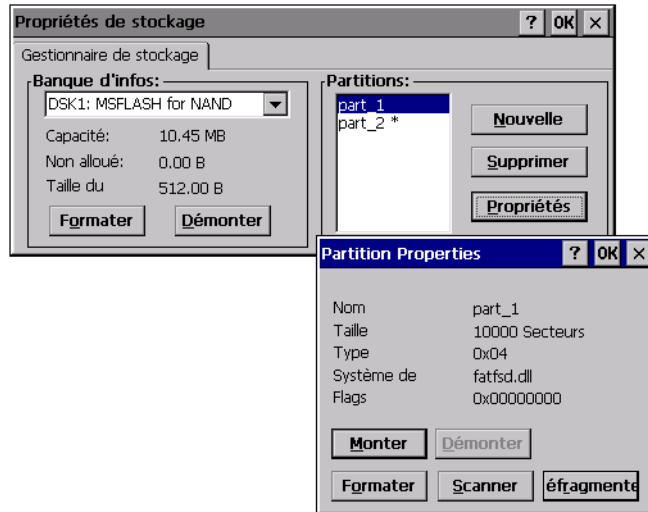 Propriétés de stockage ? OK ×
Gestionnaire de stockage
Banque d'infos:
DSK1: MSFLASH for NAND
Capacité: 10.45 MB
Non alloué: 0.00 B
Taille du 512.00 B
Formater Démonter
Partitions:
part_1
part_2 *
Nouvelle
Supprimer
Propriétés
Partition Properties ? OK ×
Nom part_1
Taille 10000 Secteurs
Type 0x04
Système de fatfsd.dll
Flags 0x00000000
Monter Démonter
Formater Scanner éfragmente